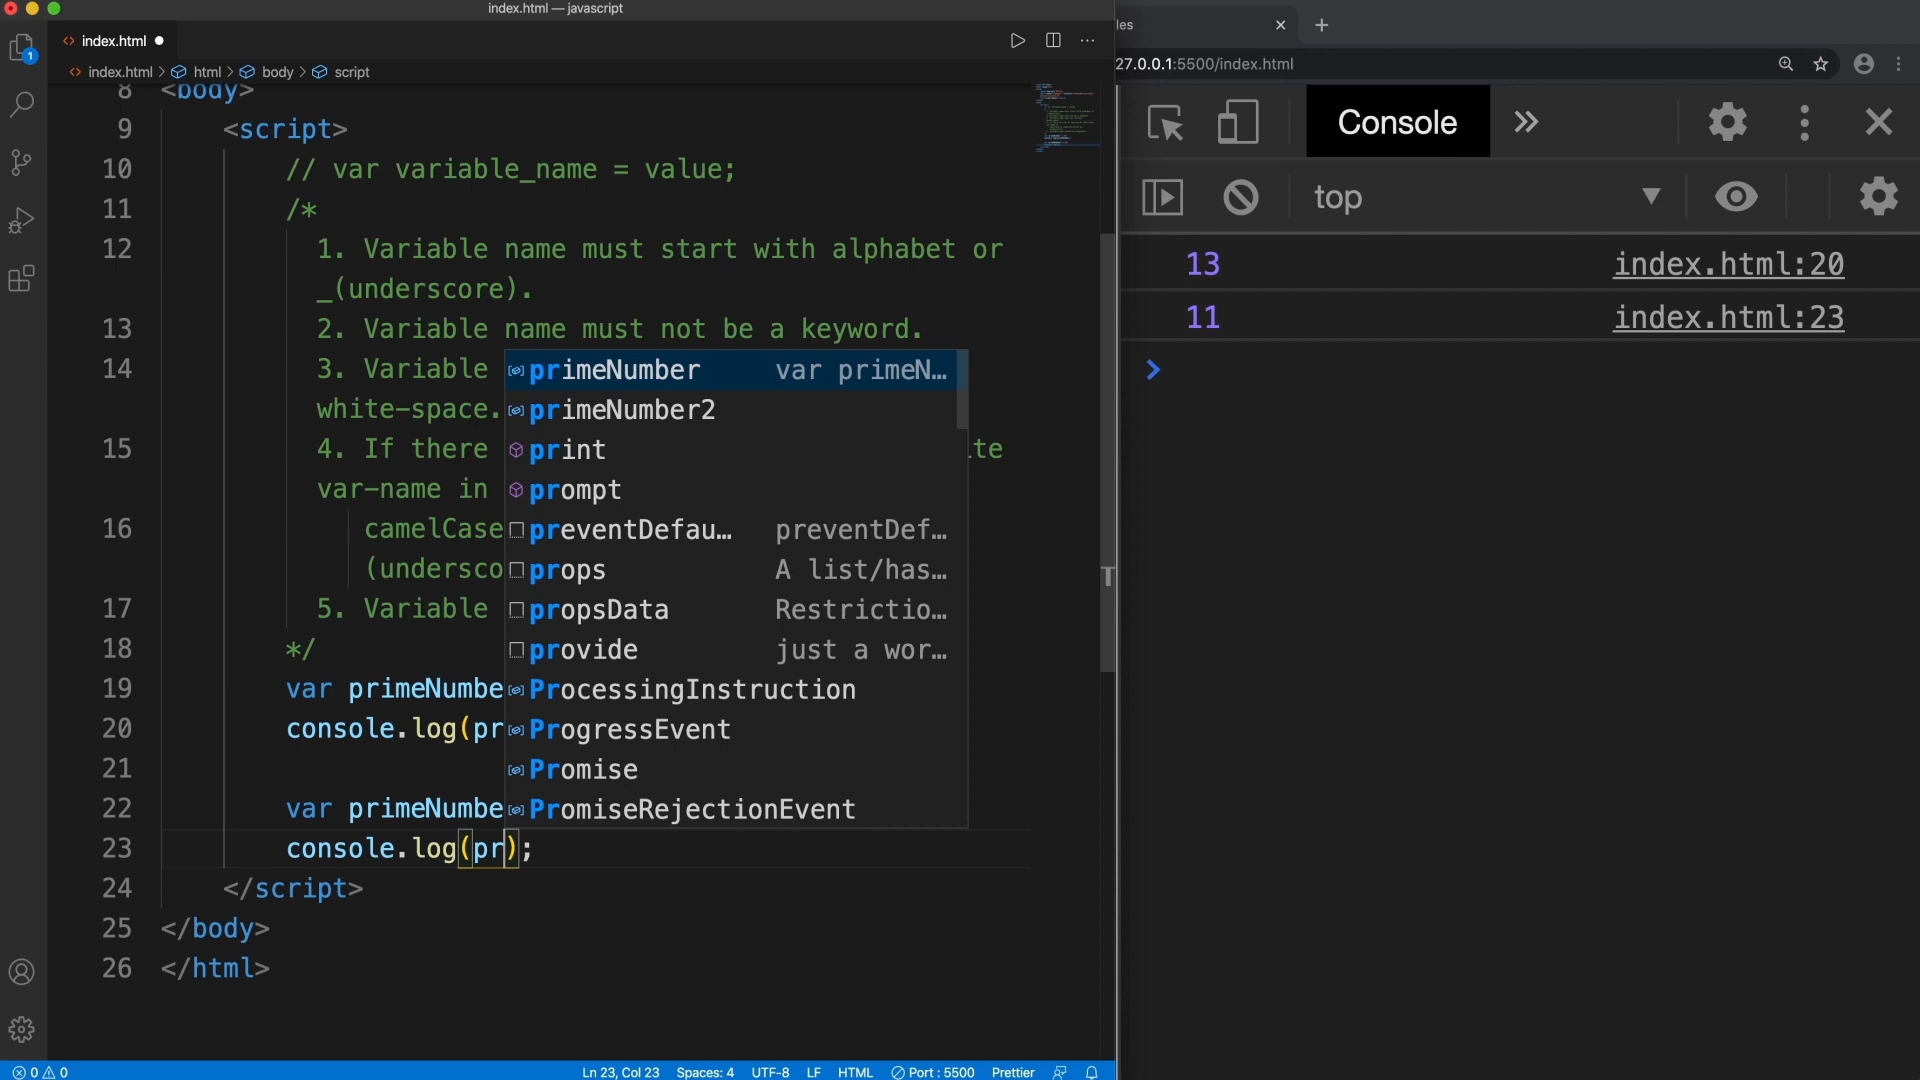 index.html — javascript
index.html
index.html > html > body > script
8 <body>
9 <script>
10 // var variable_name = value;
11 /*
12 1. Variable name must start with alphabet or
_(underscore).
13 2. Variable name must not be a keyword.
14 3. Variable
white-space.
15 4. If there
var-name in
16 camelCase
(undersco
17 5. Variable
18 */
19 var primeNumbe
20 console.log(pr
21
22 var primeNumbe
23 console.log(pr);
24 </script>
25 </body>
26 </html>
primeNumber var primeN…
primeNumber2
print
prompt
preventDefau… preventDef…
props A list/has…
propsData Restrictio…
provide just a wor…
ProcessingInstruction
ProgressEvent
Promise
PromiseRejectionEvent
1
0 0
Ln 23, Col 23 Spaces: 4 UTF-8 LF HTML Port : 5500 Prettier
les
27.0.0.1:5500/index.html
Console
top
13 index.html:20
11 index.html:23
>